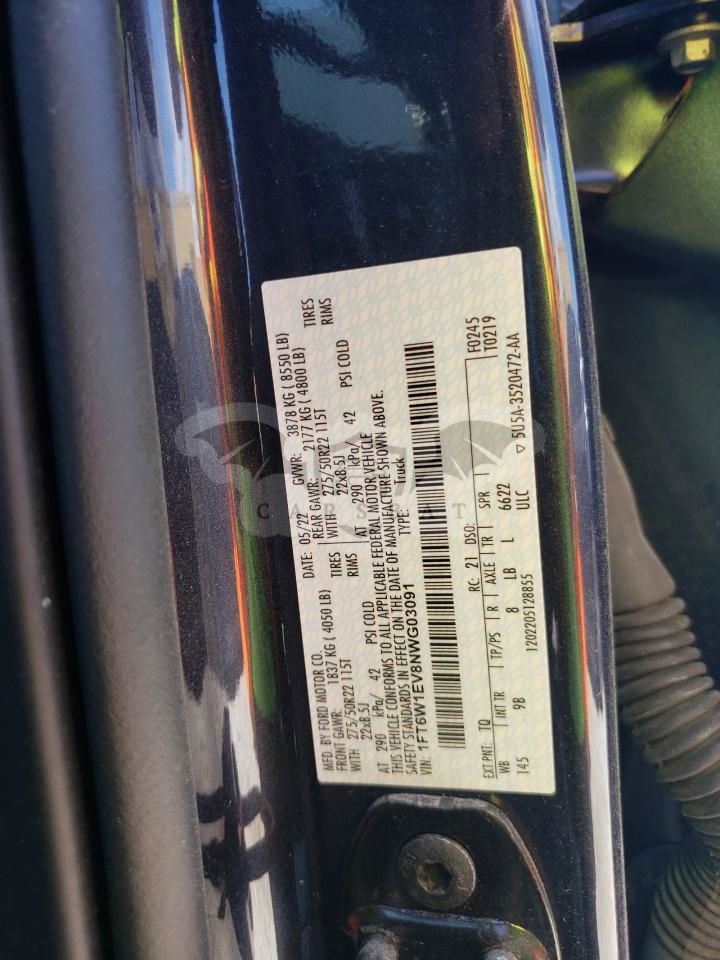 MFD. BY FORD MOTOR CO. DATE: 05/22 GVWR: 3878 KG ( 8550 LB)
FRONT GAWR: 1837 KG ( 4050 LB) REAR GAWR: 2177 KG ( 4800 LB)
WITH 275/50R22 115T TIRES WITH 275/50R22 115T TIRES
22x8.5J RIMS 22x8.5J RIMS
AT 290 kPa/ 42 PSI COLD AT 290 kPa/ 42 PSI COLD
THIS VEHICLE CONFORMS TO ALL APPLICABLE FEDERAL MOTOR VEHICLE
SAFETY STANDARDS IN EFFECT ON THE DATE OF MANUFACTURE SHOWN ABOVE.
VIN: 1FT6W1EV8NWG03091 TYPE: Truck
EXT PNT: TQ RC: 21 DSO: F0245
WB INT TR TP/PS R AXLE TR SPR T0219
145 9B 8 LB L 6622
1202205128855 ULC ▽ 5U5A-3520472-AA
CARSBAT